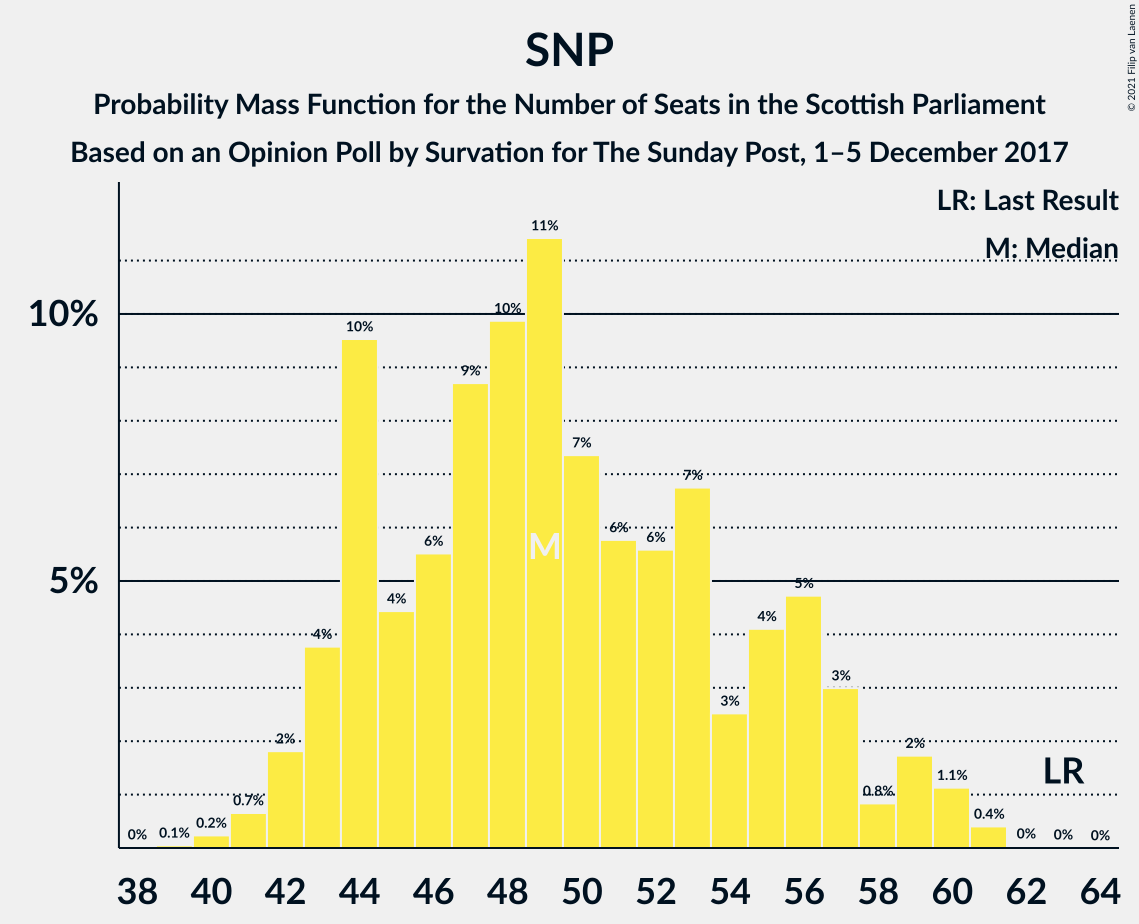 © 2021 Filip van Laenen
SNP
Probability Mass Function for the Number of Seats in the Scottish Parliament
Based on an Opinion Poll by Survation for The Sunday Post, 1–5 December 2017
LR: Last Result
M: Median
10%
5%
0% 0.1% 0.2% 0.7% 2% 4% 10% 4% 6% 9% 10% 11% 7% 6% 6% 7% 3% 4% 5% 3% 0.8% 2% 1.1% 0.4% 0% 0% 0%
M
LR
38 40 42 44 46 48 50 52 54 56 58 60 62 64